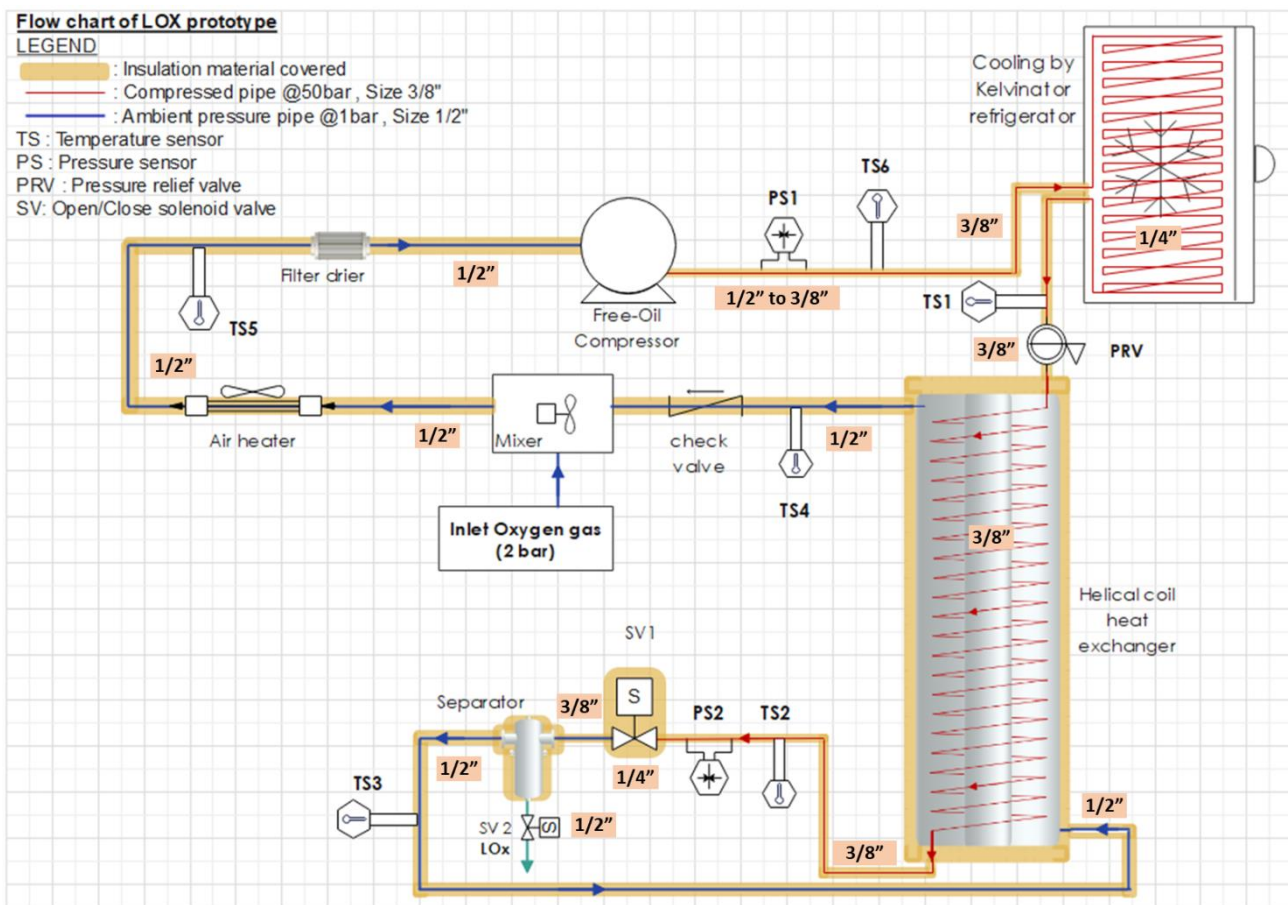 Flow chart of LOX prototype
LEGEND
: Insulation material covered
: Compressed pipe @50bar , Size 3/8"
: Ambient pressure pipe @1bar , Size 1/2"
TS : Temperature sensor
PS : Pressure sensor
PRV : Pressure relief valve
SV: Open/Close solenoid valve
Cooling by
Kelvinator
refrigerator
TS6
PS1
3/8”
1/4”
Filter drier
1/2”
1/2” to 3/8”
TS1
TS5
Free-Oil
Compressor
3/8”
PRV
1/2”
Air heater
1/2”
Mixer
check
valve
1/2”
TS4
Inlet Oxygen gas
(2 bar)
3/8”
Helical coil
heat
exchanger
SV1
S
Separator
3/8”
PS2
TS2
1/2”
1/4”
TS3
SV 2
LOx
S
1/2”
1/2”
3/8”